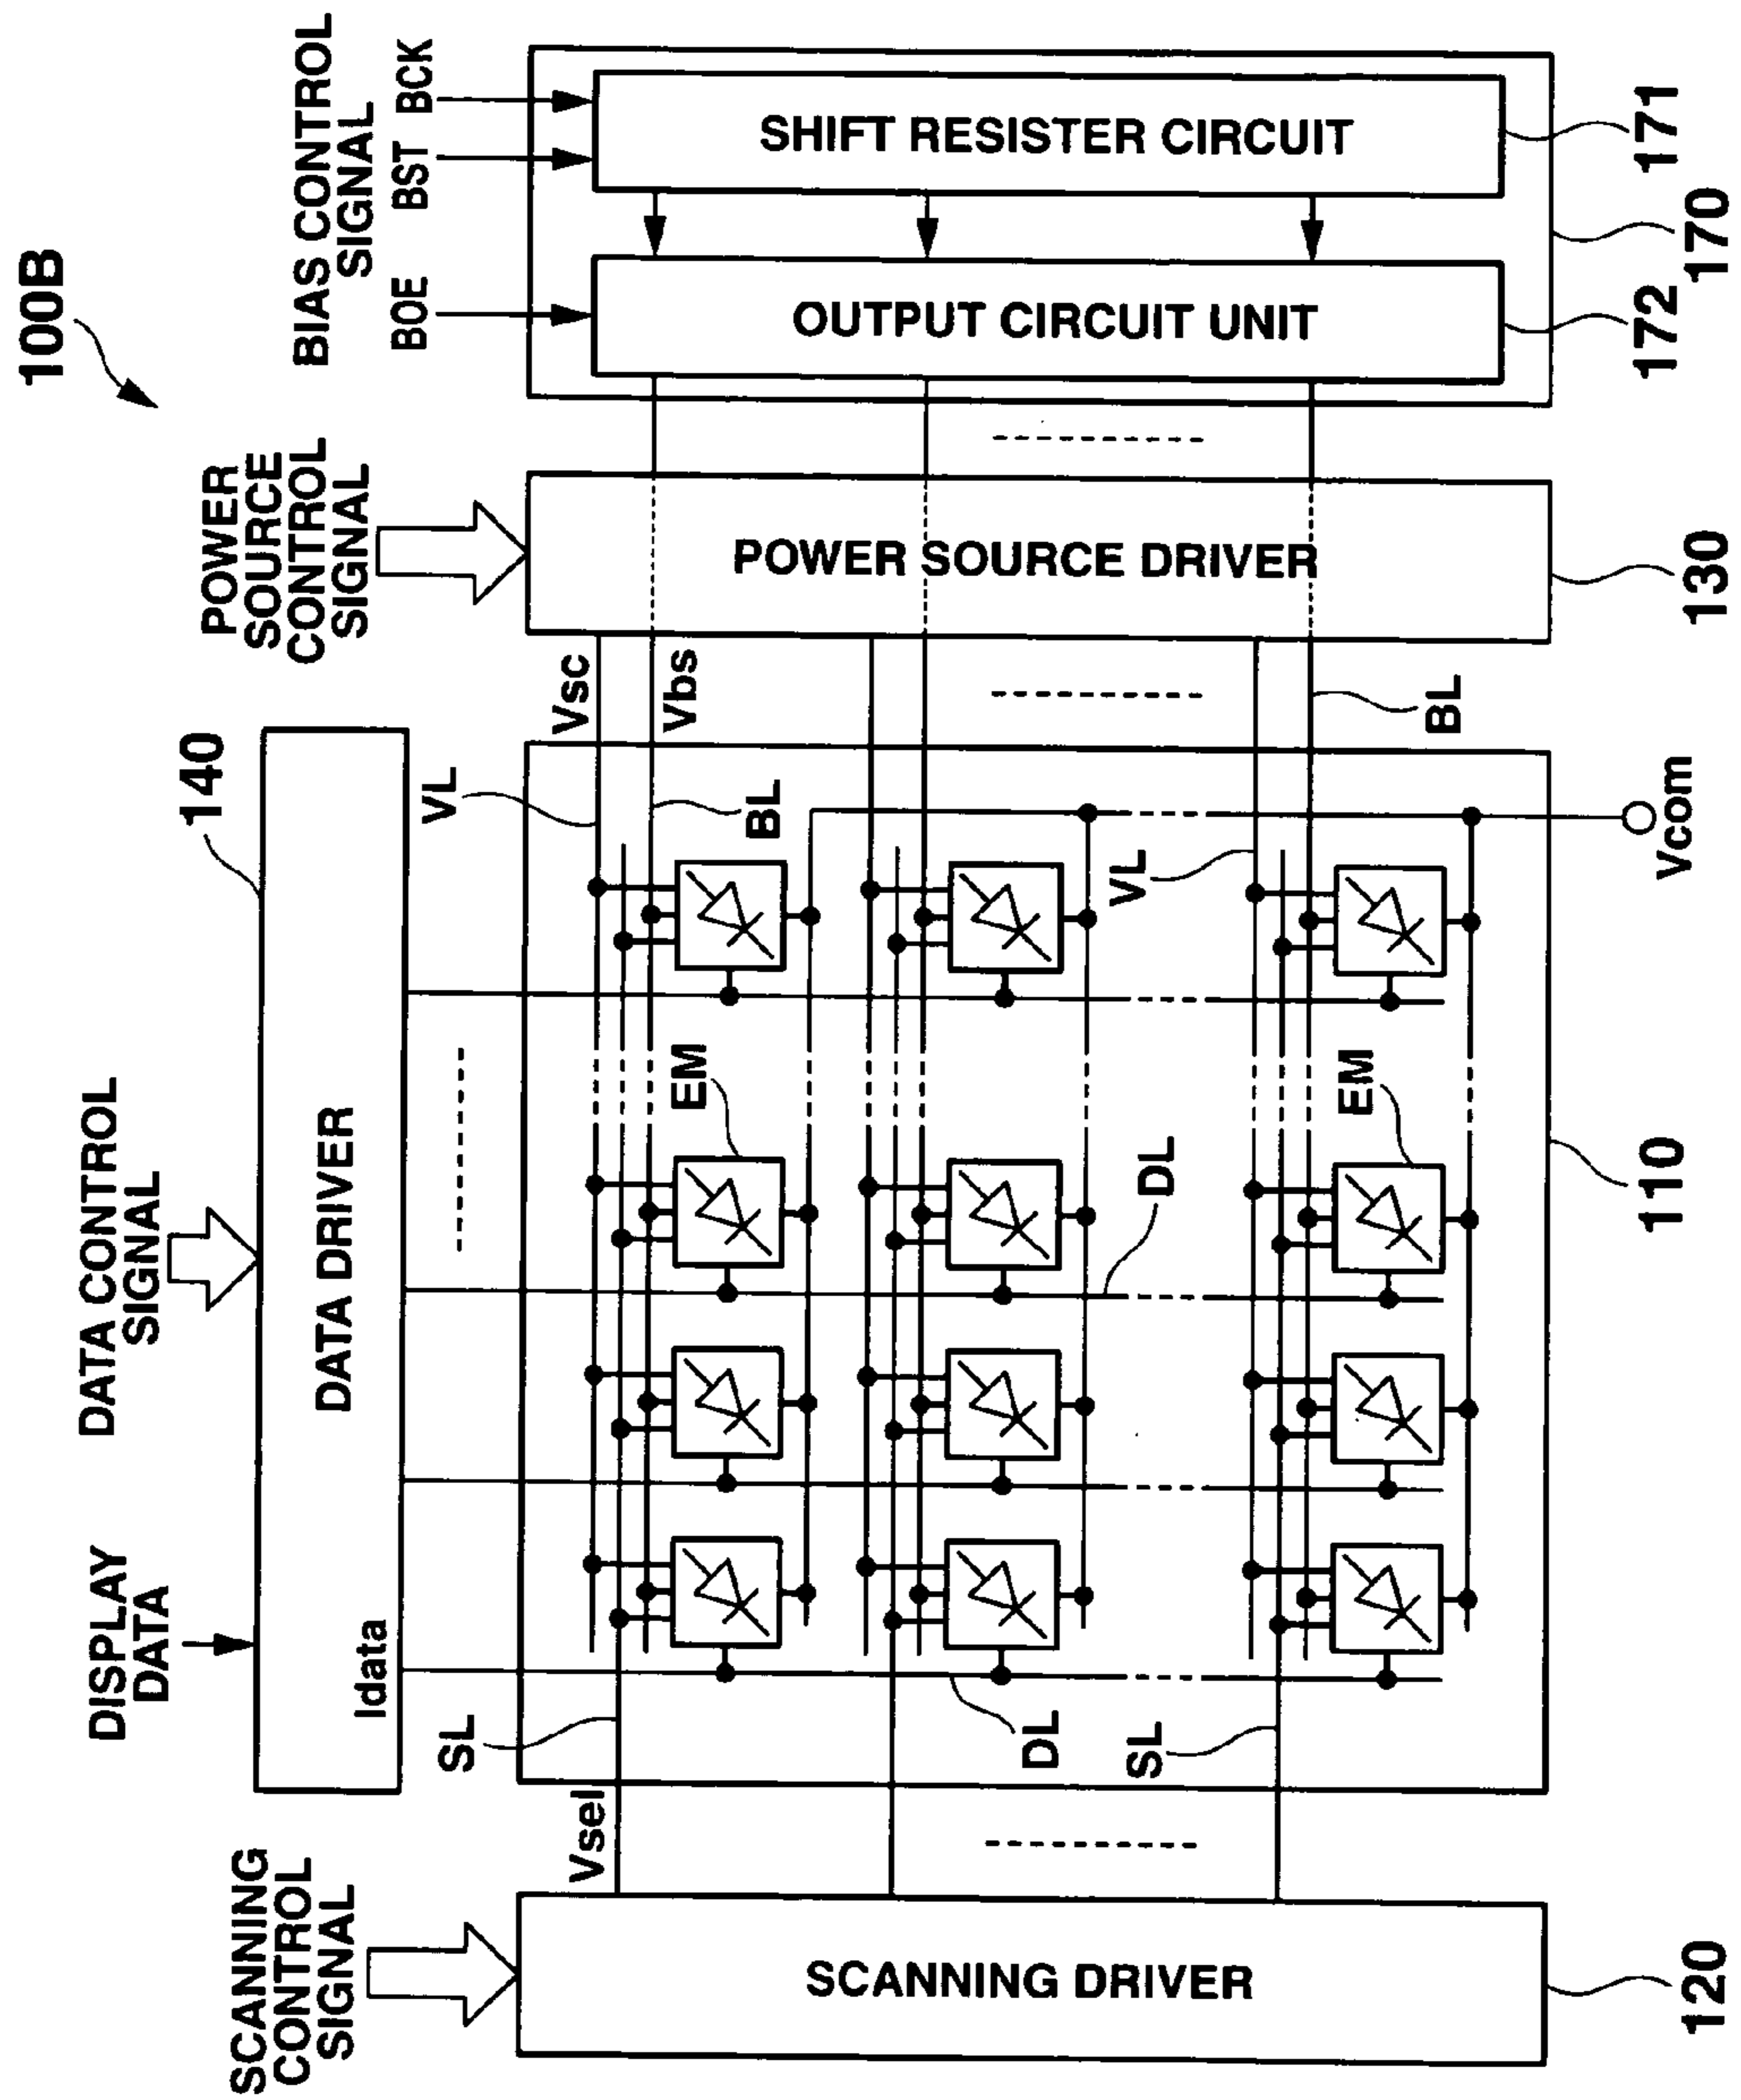 100B
DISPLAY
DATA
DATA CONTROL
SIGNAL
140
POWER
SOURCE
CONTROL
SIGNAL
BIAS CONTROL
SIGNAL
BOE
BST
BCK
SCANNING
CONTROL
SIGNAL
DATA DRIVER
Idata
Vsel
SL
VL
Vsc
Vbs
BL
EM
SCANNING DRIVER
POWER SOURCE DRIVER
OUTPUT CIRCUIT UNIT
SHIFT RESISTER CIRCUIT
DL
DL
VL
SL
EM
BL
Vcom
120
110
130
172
170
171